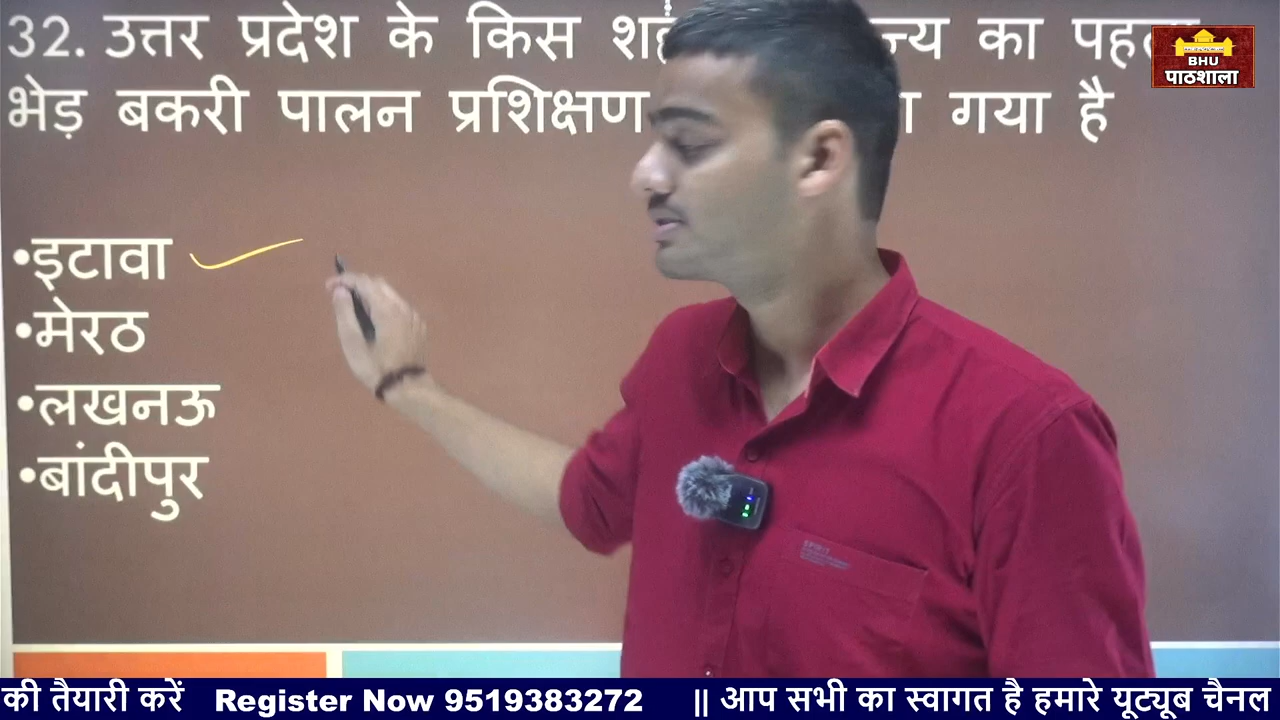 32. उत्तर प्रदेश के किस का
भेड़ बकरी पालन प्रशिक्षण गया है
BHU
पाठशाला
•इटावा
•मेरठ
•लखनऊ
•बांदीपुर
की तैयारी करें Register Now 9519383272 || आप सभी का स्वागत है हमारे यूट्यूब चैनल